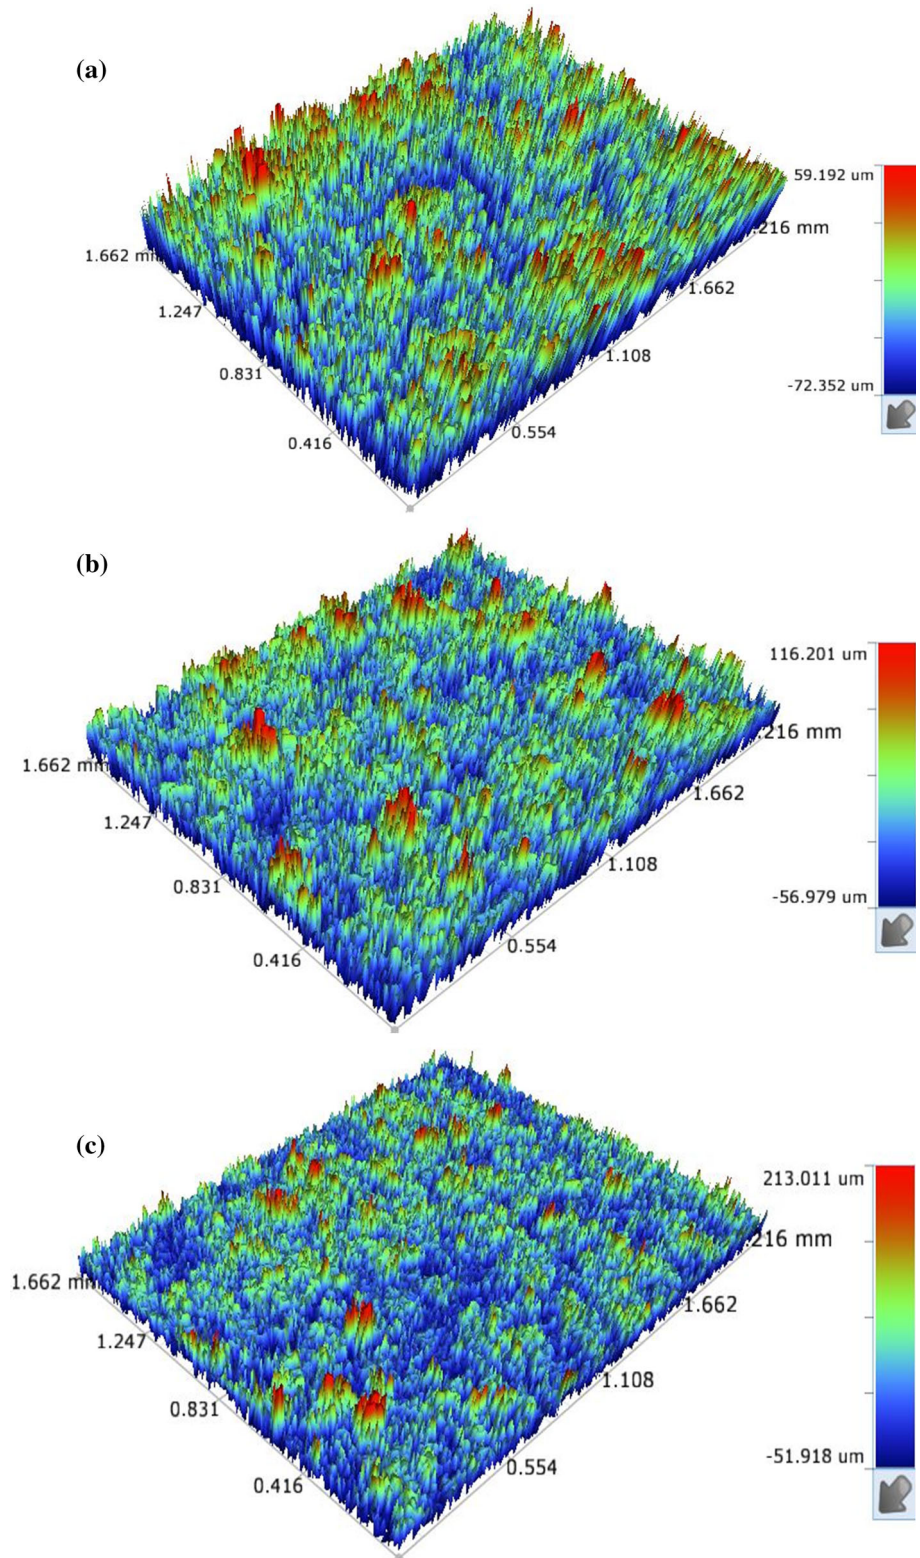 (a)
59.192 um
.216 mm
1.662 mm
1.662
1.247
1.108
0.831
-72.352 um
0.554
0.416
(b)
116.201 um
.216 mm
1.662 mm
1.662
1.247
1.108
0.831
-56.979 um
0.554
0.416
(c)
213.011 um
.216 mm
1.662 mm
1.662
1.247
1.108
0.831
-51.918 um
0.554
0.416